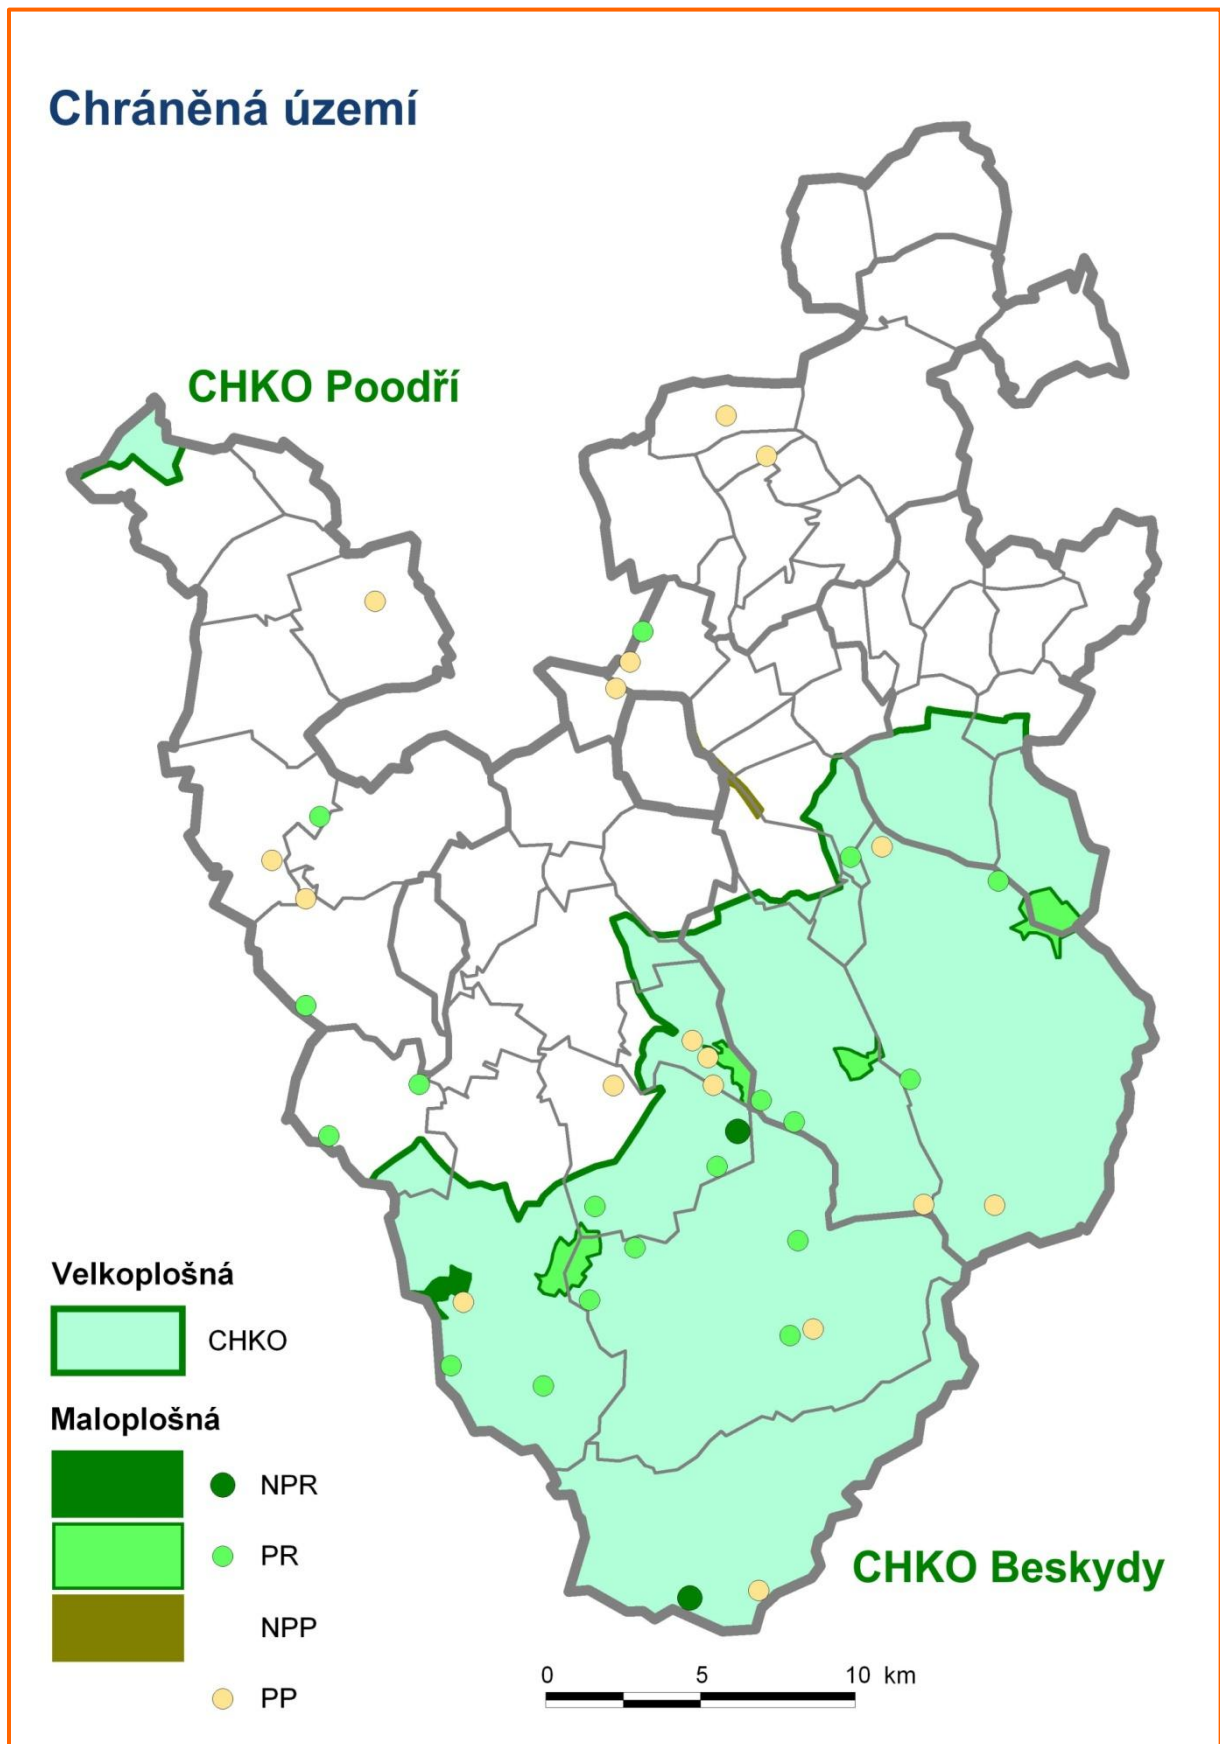 Chráněná území
CHKO Poodří
Velkoplošná
CHKO
Maloplošná
NPR
PR
NPP
PP
CHKO Beskydy
0 5 10 km